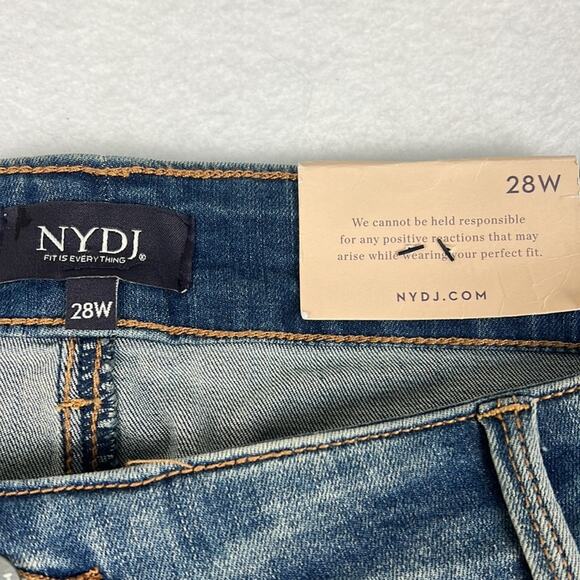 NYDJ
FIT IS EVERYTHING ®
28W
28W
We cannot be held responsible
for any positive reactions that may
arise while wearing your perfect fit.
NYDJ.COM